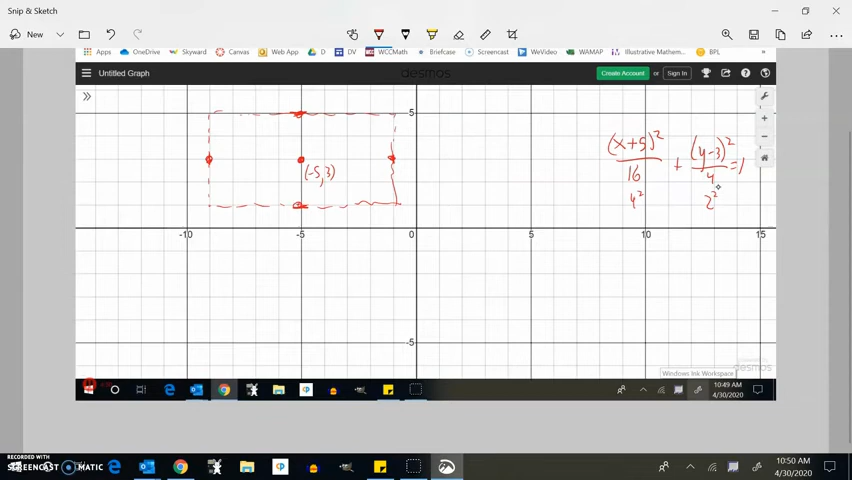 Snip & Sketch
New
Apps OneDrive Skyward Canvas Web App D DV WCCMath Briefcase Screencast WeVideo WAMAP Illustrative Mathem... BPL »
Untitled Graph
desmos
Create Account or Sign In
5
(x+5)² + (y-3)² =1
16 4
4² 2²
(-5,3)
-10 -5 0 5 10 15
-5
desmos
Windows Ink Workspace
10:49 AM
4/30/2020
RECORDED WITH
SCREENCAST MATIC
10:50 AM
4/30/2020